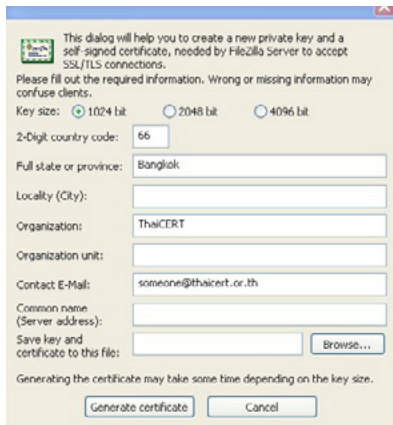 This dialog will help you to create a new private key and a
self-signed certificate, needed by FileZilla Server to accept
SSL/TLS connections.
Please fill out the required information. Wrong or missing information may
confuse clients.
Key size: 1024 bit 2048 bit 4096 bit
2-Digit country code: 66
Full state or province: Bangkok
Locality (City):
Organization: ThaiCERT
Organization unit:
Contact E-Mail: someone@thaicert.or.th
Common name
(Server address):
Save key and
certificate to this file: Browse...
Generating the certificate may take some time depending on the key size.
Generate certificate Cancel